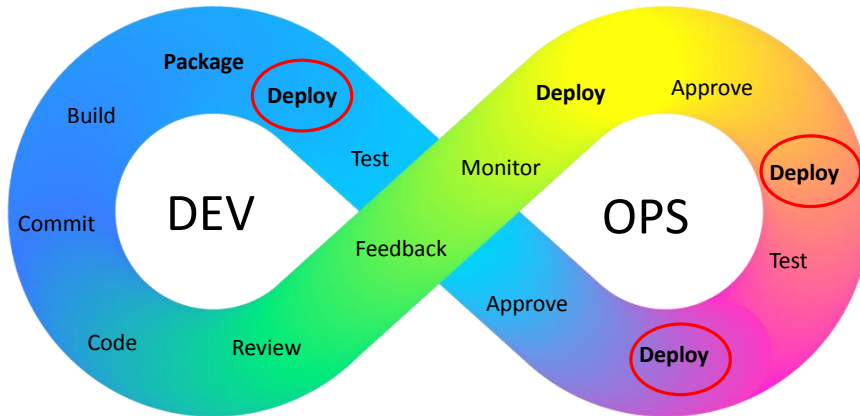 Package
Deploy
Deploy
Approve
Build
Test
Monitor
Deploy
DEV
OPS
Commit
Feedback
Test
Approve
Code
Review
Deploy